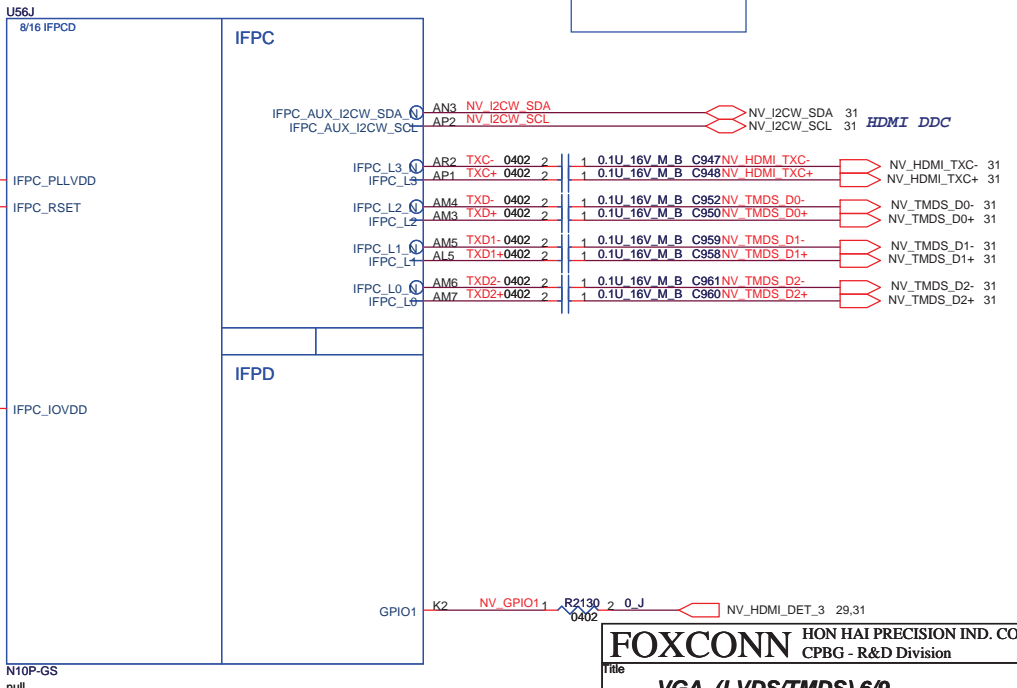 U56J
8/16 IFPCD
IFPC
IFPC_AUX_I2CW_SDA_N AN3 NV_I2CW_SDA NV_I2CW_SDA 31
IFPC_AUX_I2CW_SCL AP2 NV_I2CW_SCL NV_I2CW_SCL 31
HDMI DDC
IFPC_L3_N AR2 TXC- 0402 2 1 0.1U_16V_M_B C947 NV_HDMI_TXC- NV_HDMI_TXC- 31
IFPC_L3 AP1 TXC+ 0402 2 1 0.1U_16V_M_B C948 NV_HDMI_TXC+ NV_HDMI_TXC+ 31
IFPC_PLLVDD
IFPC_RSET
IFPC_L2_N AM4 TXD- 0402 2 1 0.1U_16V_M_B C952 NV_TMDS_D0- NV_TMDS_D0- 31
IFPC_L2 AM3 TXD+ 0402 2 1 0.1U_16V_M_B C950 NV_TMDS_D0+ NV_TMDS_D0+ 31
IFPC_L1_N AM5 TXD1- 0402 2 1 0.1U_16V_M_B C959 NV_TMDS_D1- NV_TMDS_D1- 31
IFPC_L1 AL5 TXD1+ 0402 2 1 0.1U_16V_M_B C958 NV_TMDS_D1+ NV_TMDS_D1+ 31
IFPC_L0_N AM6 TXD2- 0402 2 1 0.1U_16V_M_B C961 NV_TMDS_D2- NV_TMDS_D2- 31
IFPC_L0 AM7 TXD2+ 0402 2 1 0.1U_16V_M_B C960 NV_TMDS_D2+ NV_TMDS_D2+ 31
IFPD
IFPC_IOVDD
GPIO1 K2 NV_GPIO1 1 R2130 2 0_J NV_HDMI_DET_3 29,31
0402
FOXCONN HON HAI PRECISION IND. CO
CPBG - R&D Division
Title
VGA (LVDS/TMDS) 6/9
N10P-GS
null